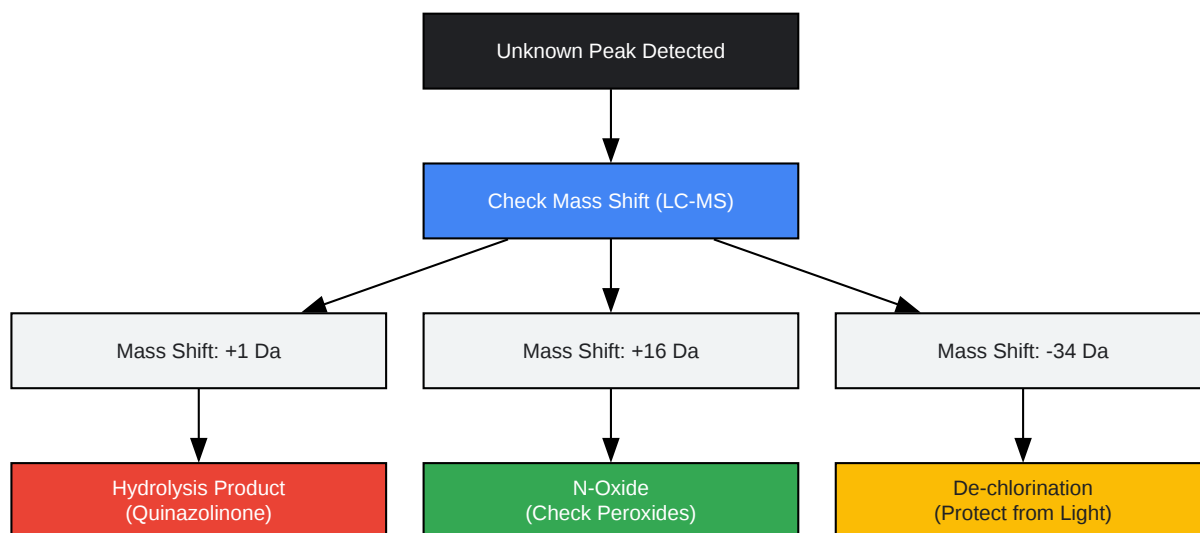 Unknown Peak Detected
Check Mass Shift (LC-MS)
Mass Shift: +1 Da
Mass Shift: +16 Da
Mass Shift: -34 Da
Hydrolysis Product
(Quinazolinone)
N-Oxide
(Check Peroxides)
De-chlorination
(Protect from Light)